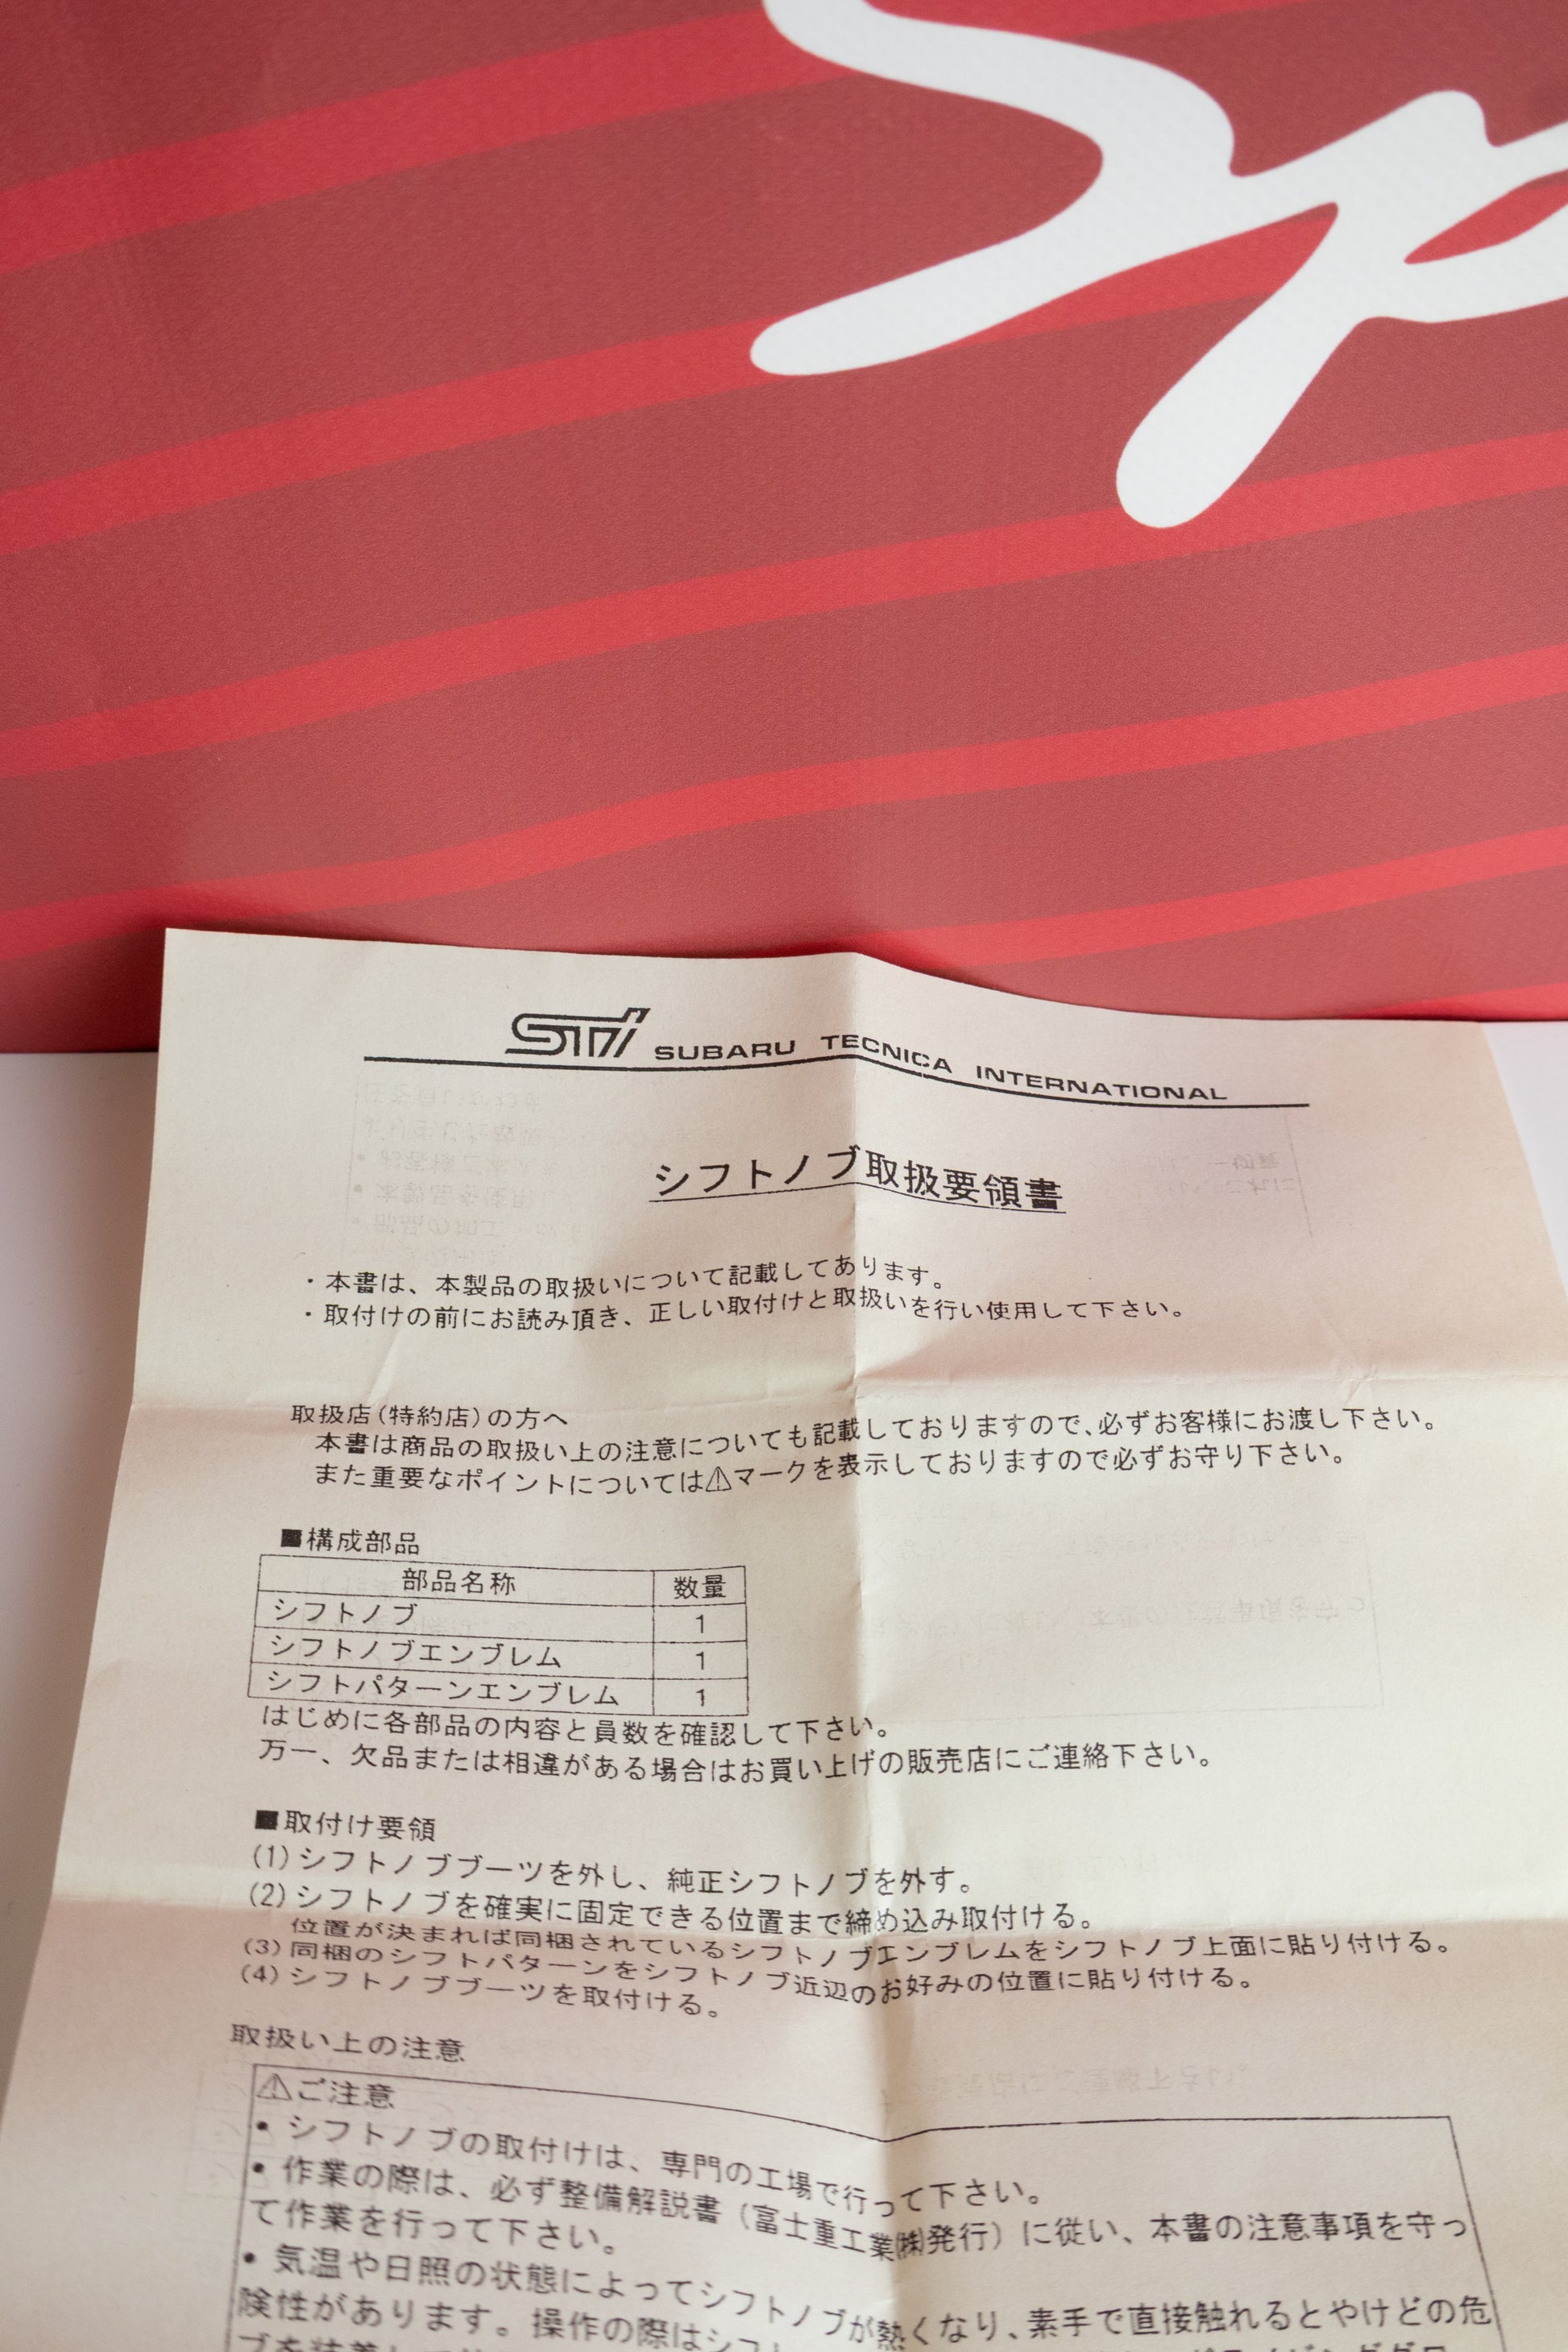 Sp
STI SUBARU TECNICA INTERNATIONAL
シフトノブ取扱要領書
・本書は、本製品の取扱いについて記載してあります。
・取付けの前にお読み頂き、正しい取付けと取扱いを行い使用して下さい。
取扱店(特約店)の方へ
本書は商品の取扱い上の注意についても記載しておりますので、必ずお客様にお渡し下さい。
また重要なポイントについては⚠マークを表示しておりますので必ずお守り下さい。
■構成部品
部品名称 数量
シフトノブ 1
シフトノブエンブレム 1
シフトパターンエンブレム 1
はじめに各部品の内容と員数を確認して下さい。
万一、欠品または相違がある場合はお買い上げの販売店にご連絡下さい。
■取付け要領
(1)シフトノブブーツを外し、純正シフトノブを外す。
(2)シフトノブを確実に固定できる位置まで締め込み取付ける。
位置が決まれば同梱されているシフトノブエンブレムをシフトノブ上面に貼り付ける。
(3)同梱のシフトパターンをシフトノブ近辺のお好みの位置に貼り付ける。
(4)シフトノブブーツを取付ける。
取扱い上の注意
⚠ご注意
• シフトノブの取付けは、専門の工場で行って下さい。
• 作業の際は、必ず整備解説書（富士重工業㈱発行）に従い、本書の注意事項を守っ
て作業を行って下さい。
• 気温や日照の状態によってシフトノブが熱くなり、素手で直接触れるとやけどの危
険性があります。操作の際はシフ